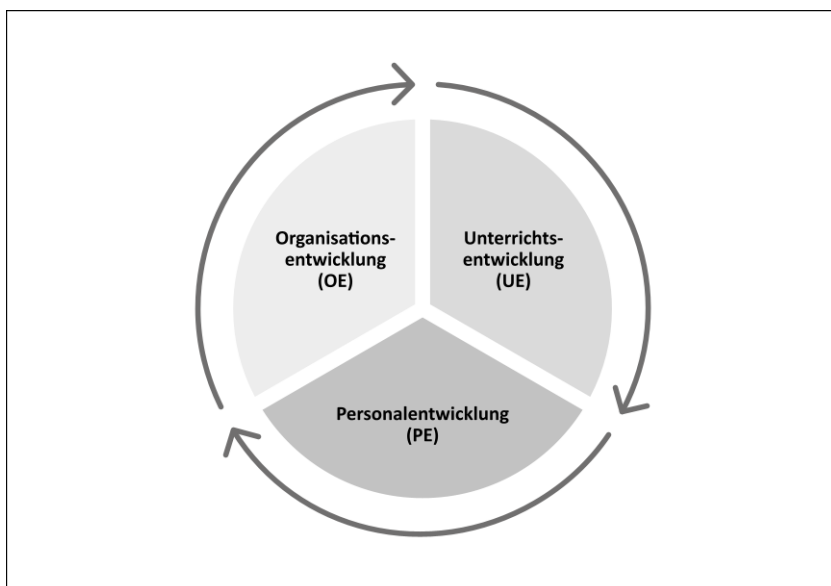 Organisations-
entwicklung
(OE)
Unterrichts-
entwicklung
(UE)
Personalentwicklung
(PE)